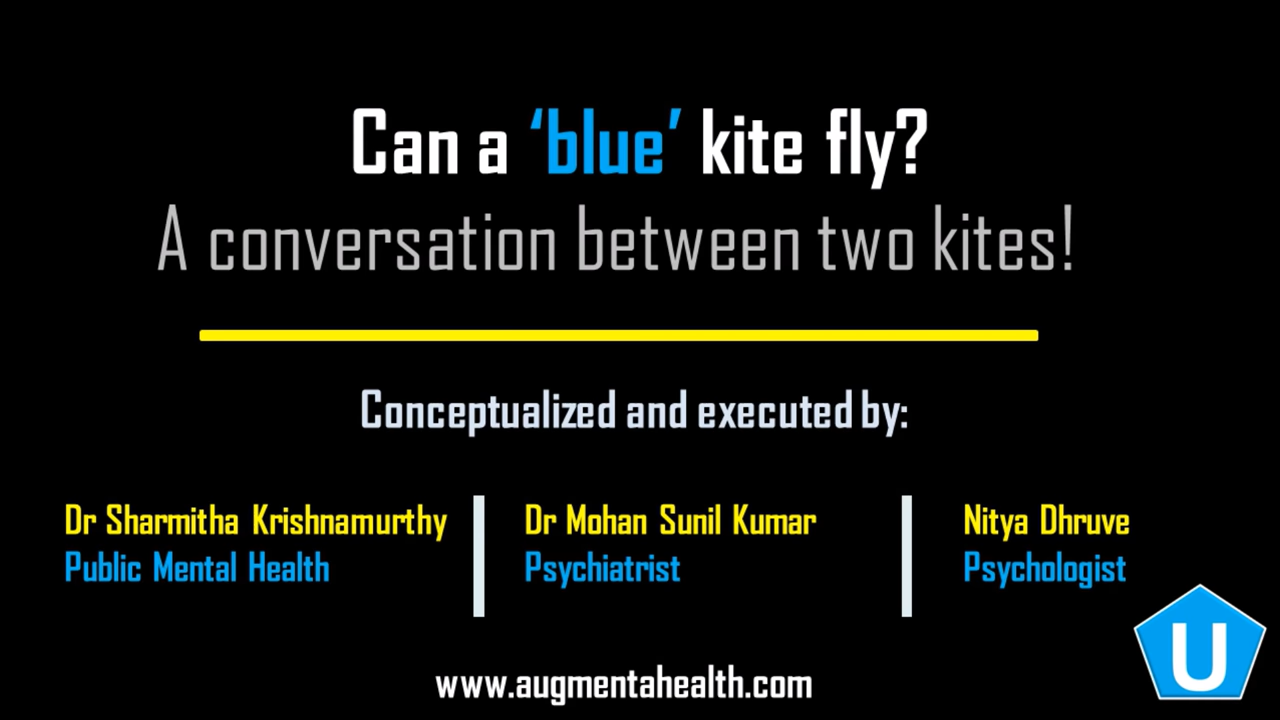 Can a ‘blue’ kite fly?
A conversation between two kites!
Conceptualized and executed by:
Dr Sharmitha Krishnamurthy
Public Mental Health
Dr Mohan Sunil Kumar
Psychiatrist
Nitya Dhruve
Psychologist
U
www.augmentahealth.com